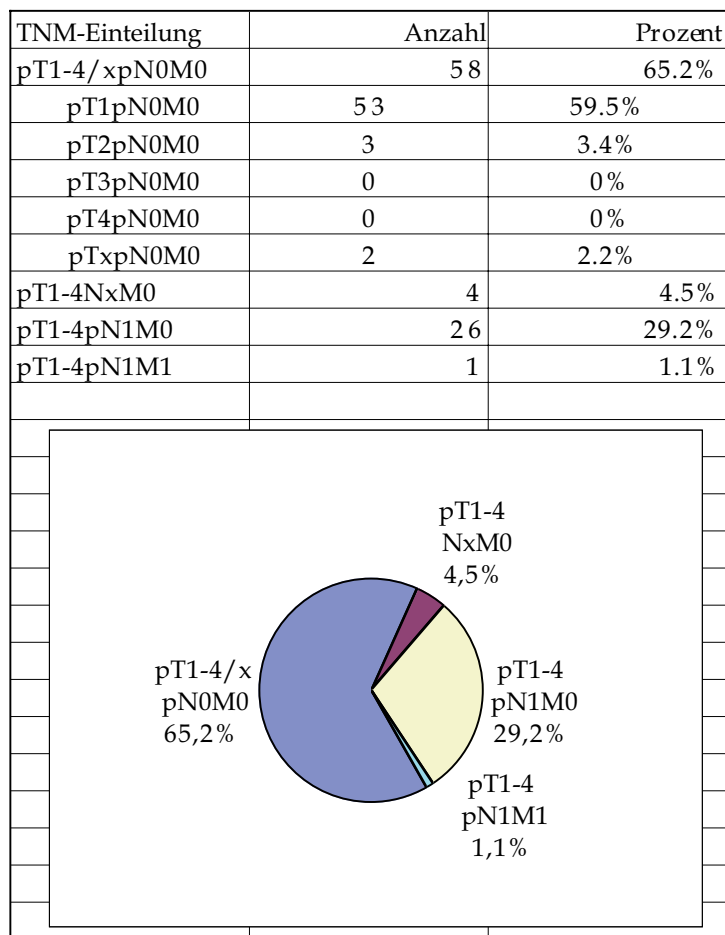 TNM-Einteilung Anzahl Prozent
pT1-4/xpN0M0 58 65.2%
pT1pN0M0 53 59.5%
pT2pN0M0 3 3.4%
pT3pN0M0 0 0%
pT4pN0M0 0 0%
pTxpN0M0 2 2.2%
pT1-4NxM0 4 4.5%
pT1-4pN1M0 26 29.2%
pT1-4pN1M1 1 1.1%
pT1-4
NxM0
4,5%
pT1-4/x
pN0M0
65,2%
pT1-4
pN1M0
29,2%
pT1-4
pN1M1
1,1%